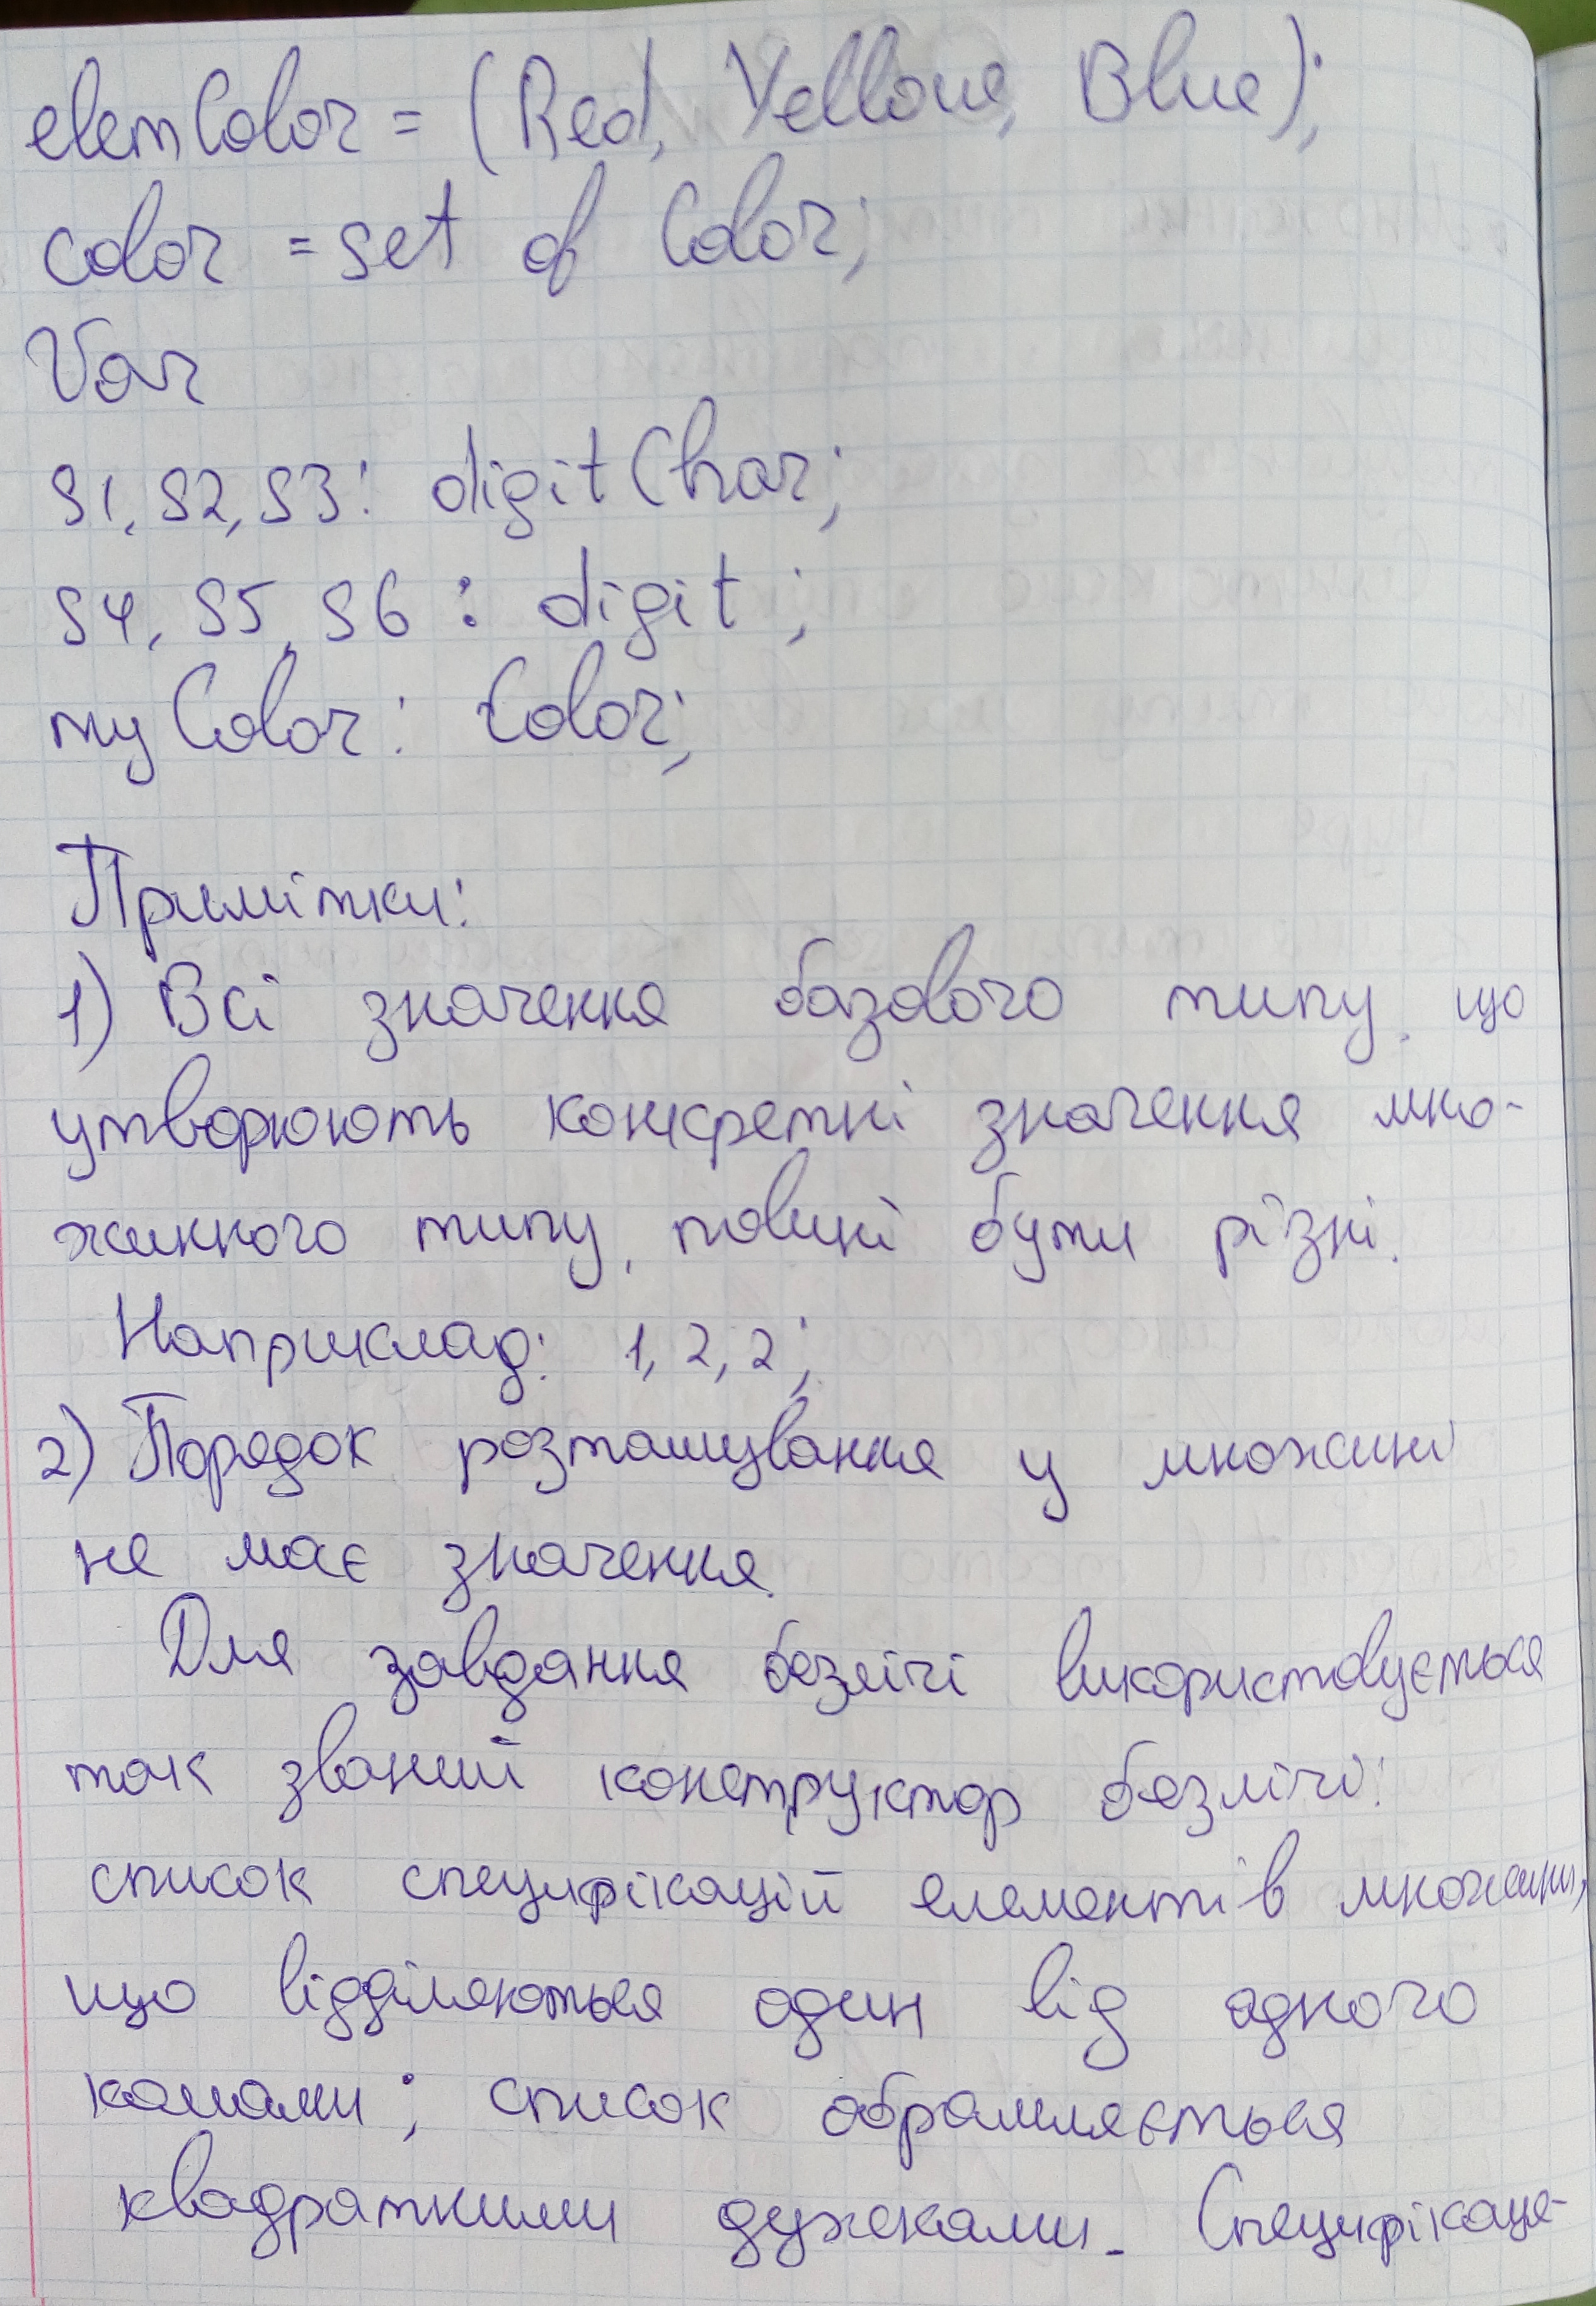 elemColor = (Red, Yellow, Blue);
color = set of Color;
Var
S1, S2, S3: digitChar;
S4, S5, S6 : digit ;
myColor: Color;
Примітки:
1) Всі значення базового типу, що
утворюють конкретні значення мно-
жинного типу, повині бути різні.
Наприклад: 1, 2, 2;
2) Порядок розташування у множині
не має значення.
Для завдання безлічі використовується
так званий конструктор безлічі:
список специфікацій елементів множини,
що відділяються один від одного
комами; список обрамляється
квадратними дужками. Специфікаце-